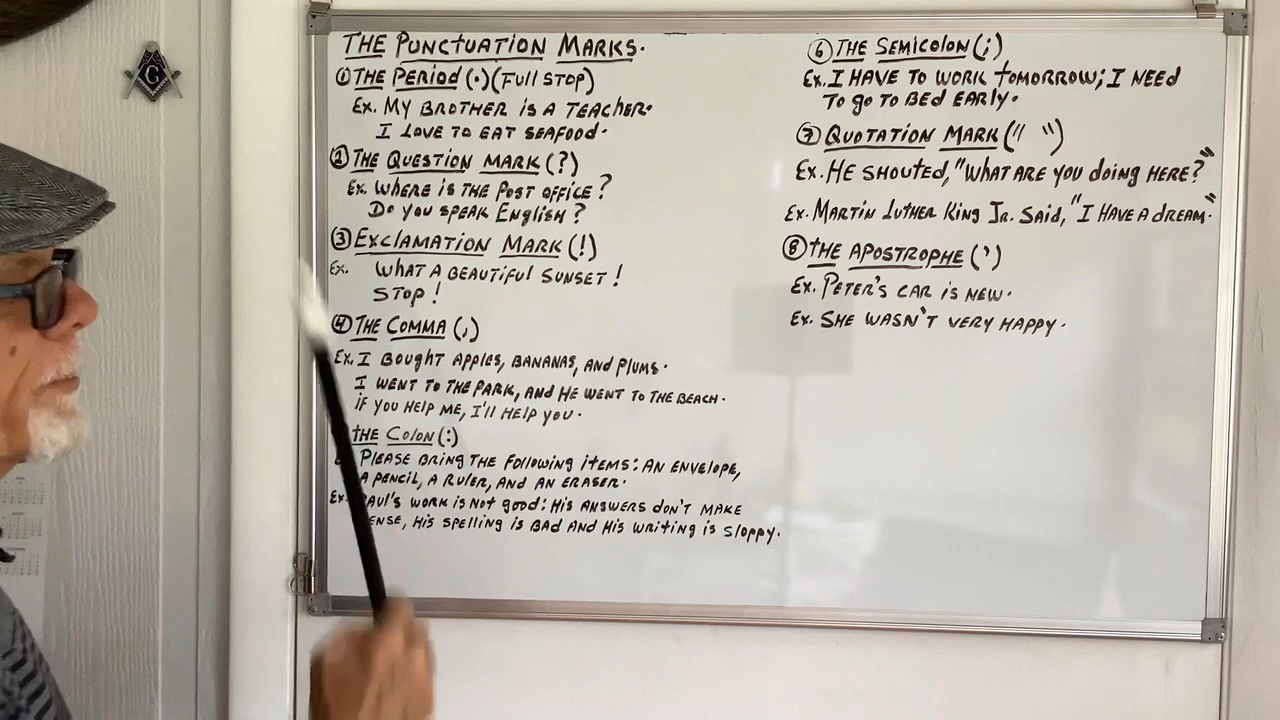 THE PUNCTUATION MARKS.
① THE PERIOD (.) (FULL STOP)
EX. MY BROTHER IS A TEACHER.
I LOVE TO EAT SEAFOOD.
② THE QUESTION MARK (?)
EX. WHERE IS THE POST OFFICE?
DO YOU SPEAK ENGLISH?
③ EXCLAMATION MARK (!)
EX. WHAT A BEAUTIFUL SUNSET!
STOP!
④ THE COMMA (,)
EX. I BOUGHT APPLES, BANANAS, AND PLUMS.
I WENT TO THE PARK, AND HE WENT TO THE BEACH.
IF YOU HELP ME, I'LL HELP YOU.
THE COLON (:)
PLEASE BRING THE FOLLOWING ITEMS: AN ENVELOPE,
A PENCIL, A RULER, AND AN ERASER.
EX. AUL'S WORK IS NOT GOOD: HIS ANSWERS DON'T MAKE
ENSE, HIS SPELLING IS BAD AND HIS WRITING IS SLOPPY.
⑥ THE SEMICOLON (;)
EX. I HAVE TO WORK TOMORROW; I NEED
TO GO TO BED EARLY.
⑦ QUOTATION MARK (" ")
EX. HE SHOUTED, "WHAT ARE YOU DOING HERE?"
EX. MARTIN LUTHER KING JR. SAID, "I HAVE A DREAM."
⑧ THE APOSTROPHE (')
EX. PETER'S CAR IS NEW.
EX. SHE WASN'T VERY HAPPY.
G